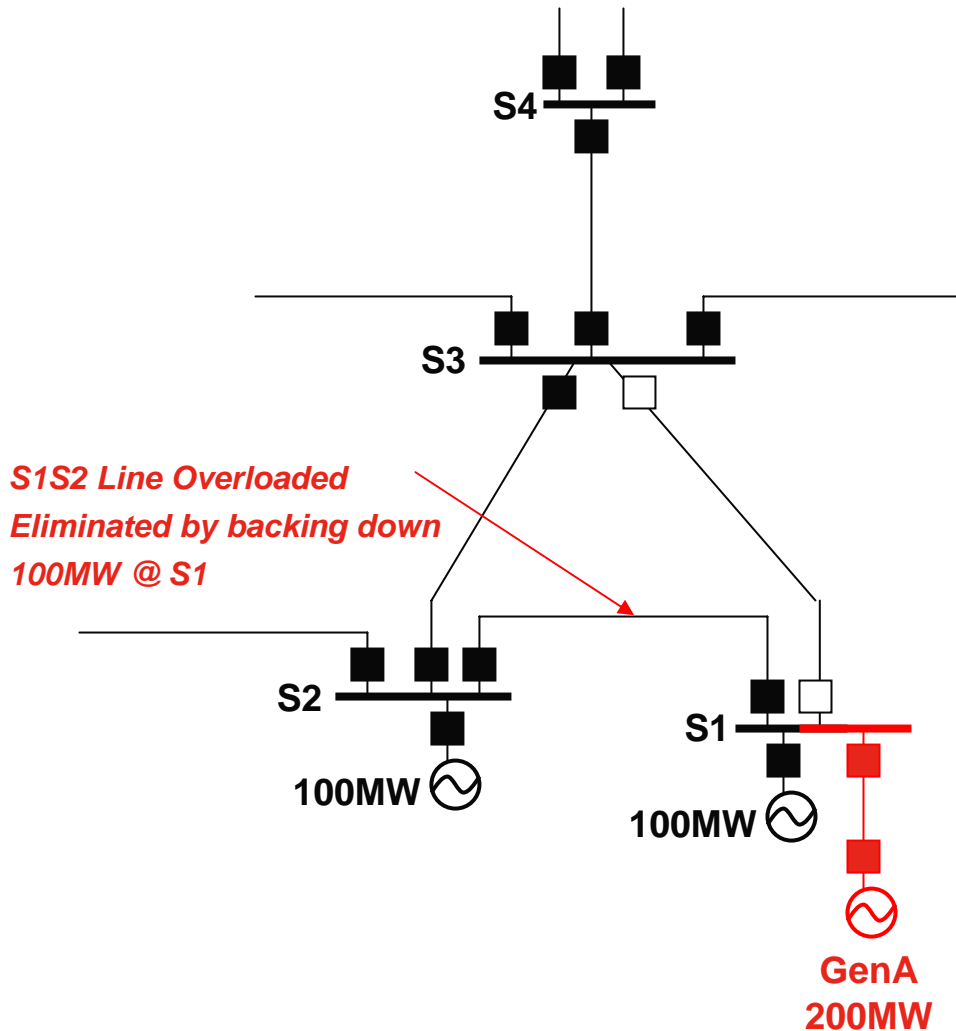 S4
S3
S1S2 Line Overloaded
Eliminated by backing down
100MW @ S1
S2
S1
100MW
100MW
GenA
200MW